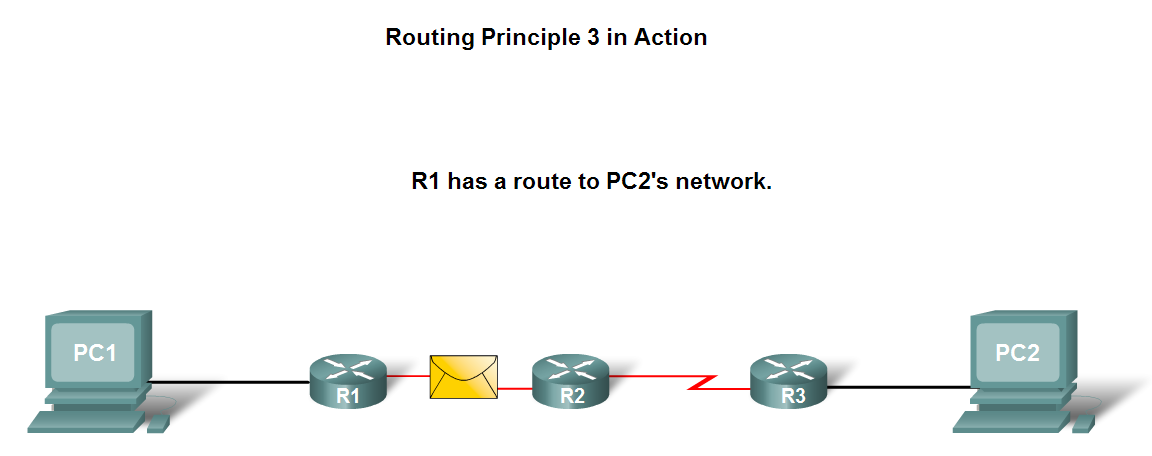 Routing Principle 3 in Action
R1 has a route to PC2's network.
PC1
PC2
R1
R2
R3